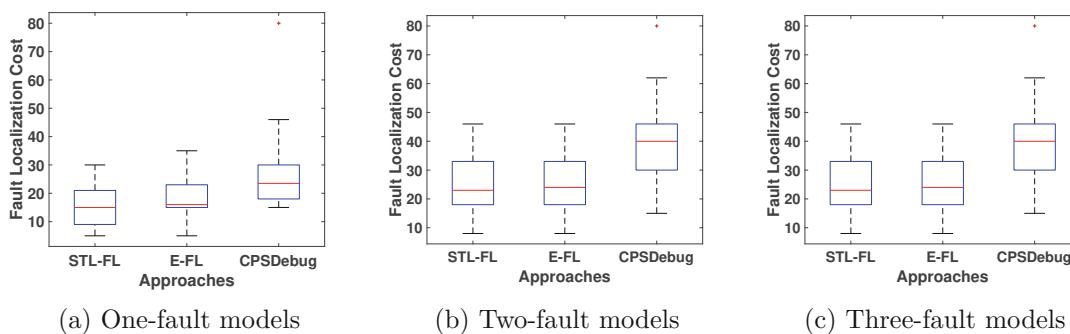 Fault Localization Cost
80
70
60
50
40
30
20
10
STL-FL E-FL CPSDebug
Approaches
(a) One-fault models
Fault Localization Cost
80
70
60
50
40
30
20
10
STL-FL E-FL CPSDebug
Approaches
(b) Two-fault models
Fault Localization Cost
80
70
60
50
40
30
20
10
STL-FL E-FL CPSDebug
Approaches
(c) Three-fault models